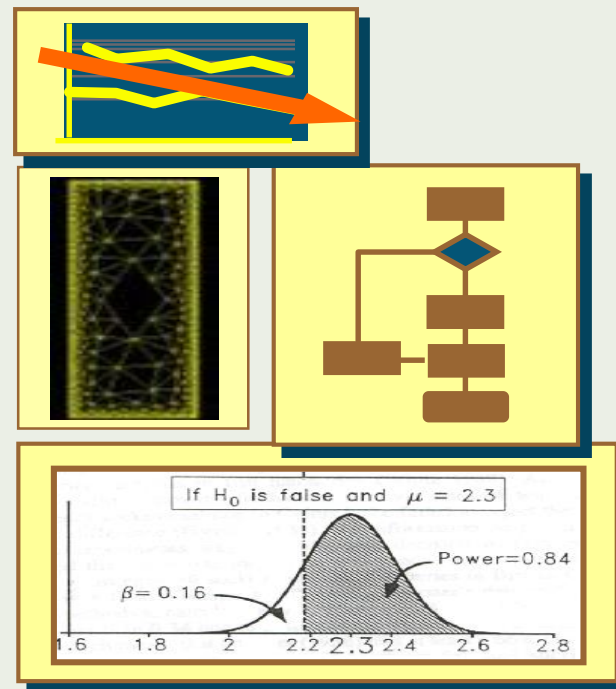 If H₀ is false and μ = 2.3
Power=0.84
β= 0.16
1.6 1.8 2 2.2 2.3 2.4 2.6 2.8